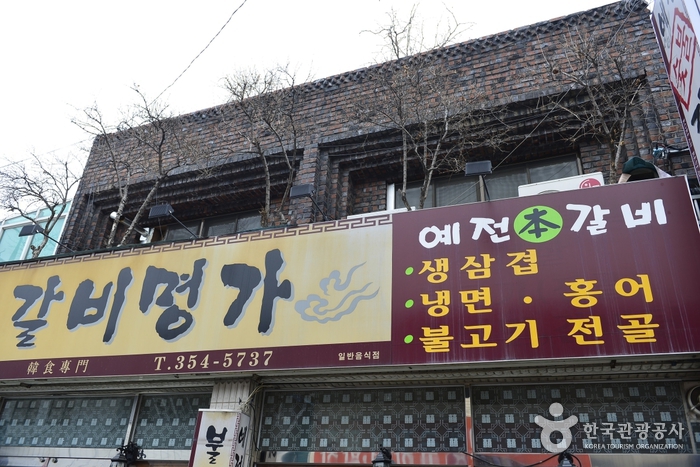 갈비명가
韓食專門 T.354-5737 일반음식점
예전本갈비
•생삼겹
•냉면 · 홍어
•불고기 전골
불
LG
한국관광공사
KOREA TOURISM ORGANIZATION